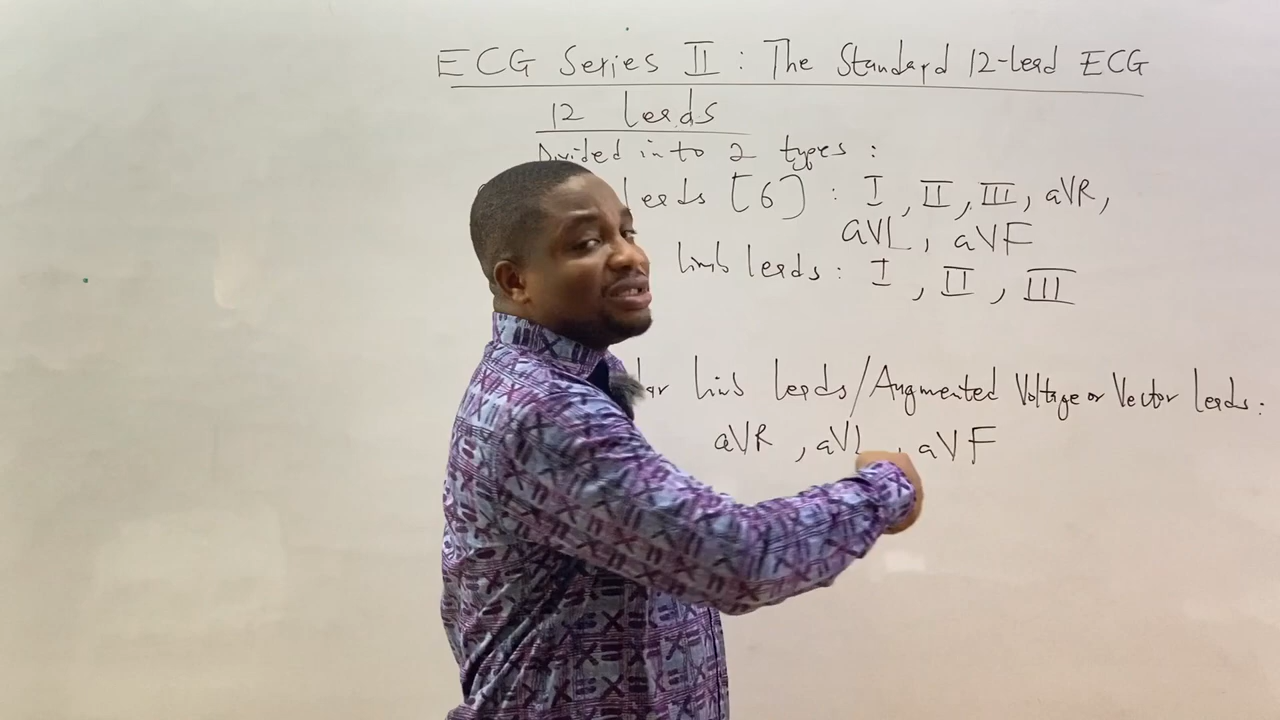 ECG Series II : The Standard 12-lead ECG
12 leads
Divided into 2 types :
leads [6] : I , II , III , aVR ,
aVL , aVF
limb leads : I , II , III
limb leads / Augmented Voltage or Vector leads :
aVR , aVL , aVF